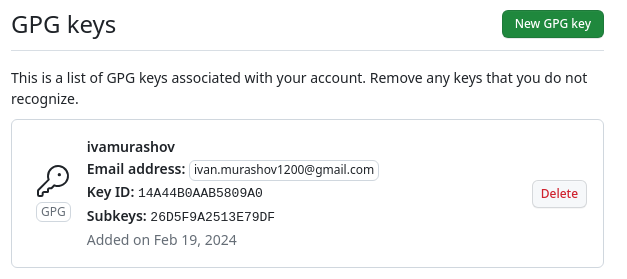 GPG keys
New GPG key
This is a list of GPG keys associated with your account. Remove any keys that you do not
recognize.
ivamurashov
Email address: ivan.murashov1200@gmail.com
Key ID: 14A44B0AAB5809A0
GPG
Subkeys: 26D5F9A2513E79DF
Added on Feb 19, 2024
Delete